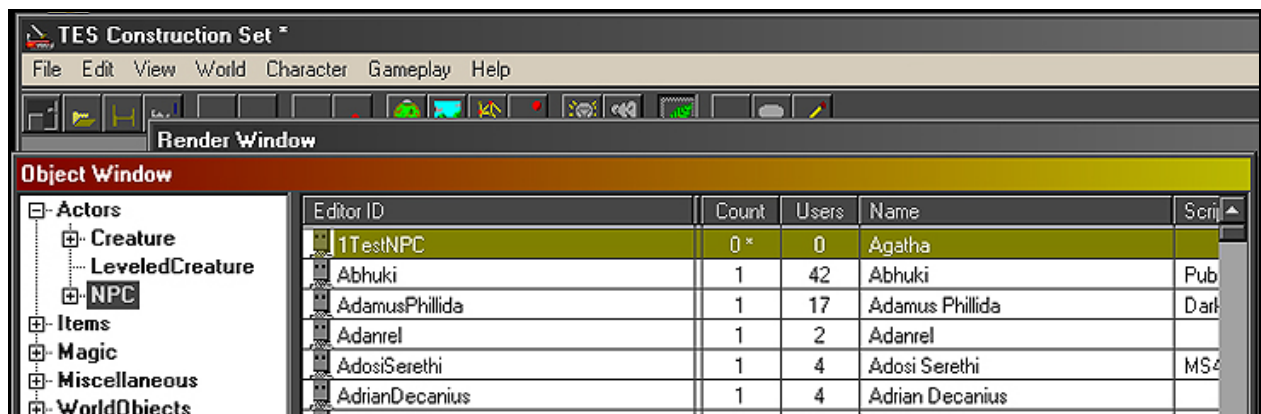 TES Construction Set *
File Edit View World Character Gameplay Help
Render Window
Object Window
Actors
Creature
LeveledCreature
NPC
Items
Magic
Miscellaneous
WorldObjects
Editor ID Count Users Name
1TestNPC 0 * 0 Agatha
Abhuki 1 42 Abhuki Pub
AdamusPhillida 1 17 Adamus Phillida
Adanrel 1 2 Adanrel
AdosiSerethi 1 4 Adosi Serethi
AdrianDecanius 1 4 Adrian Decanius